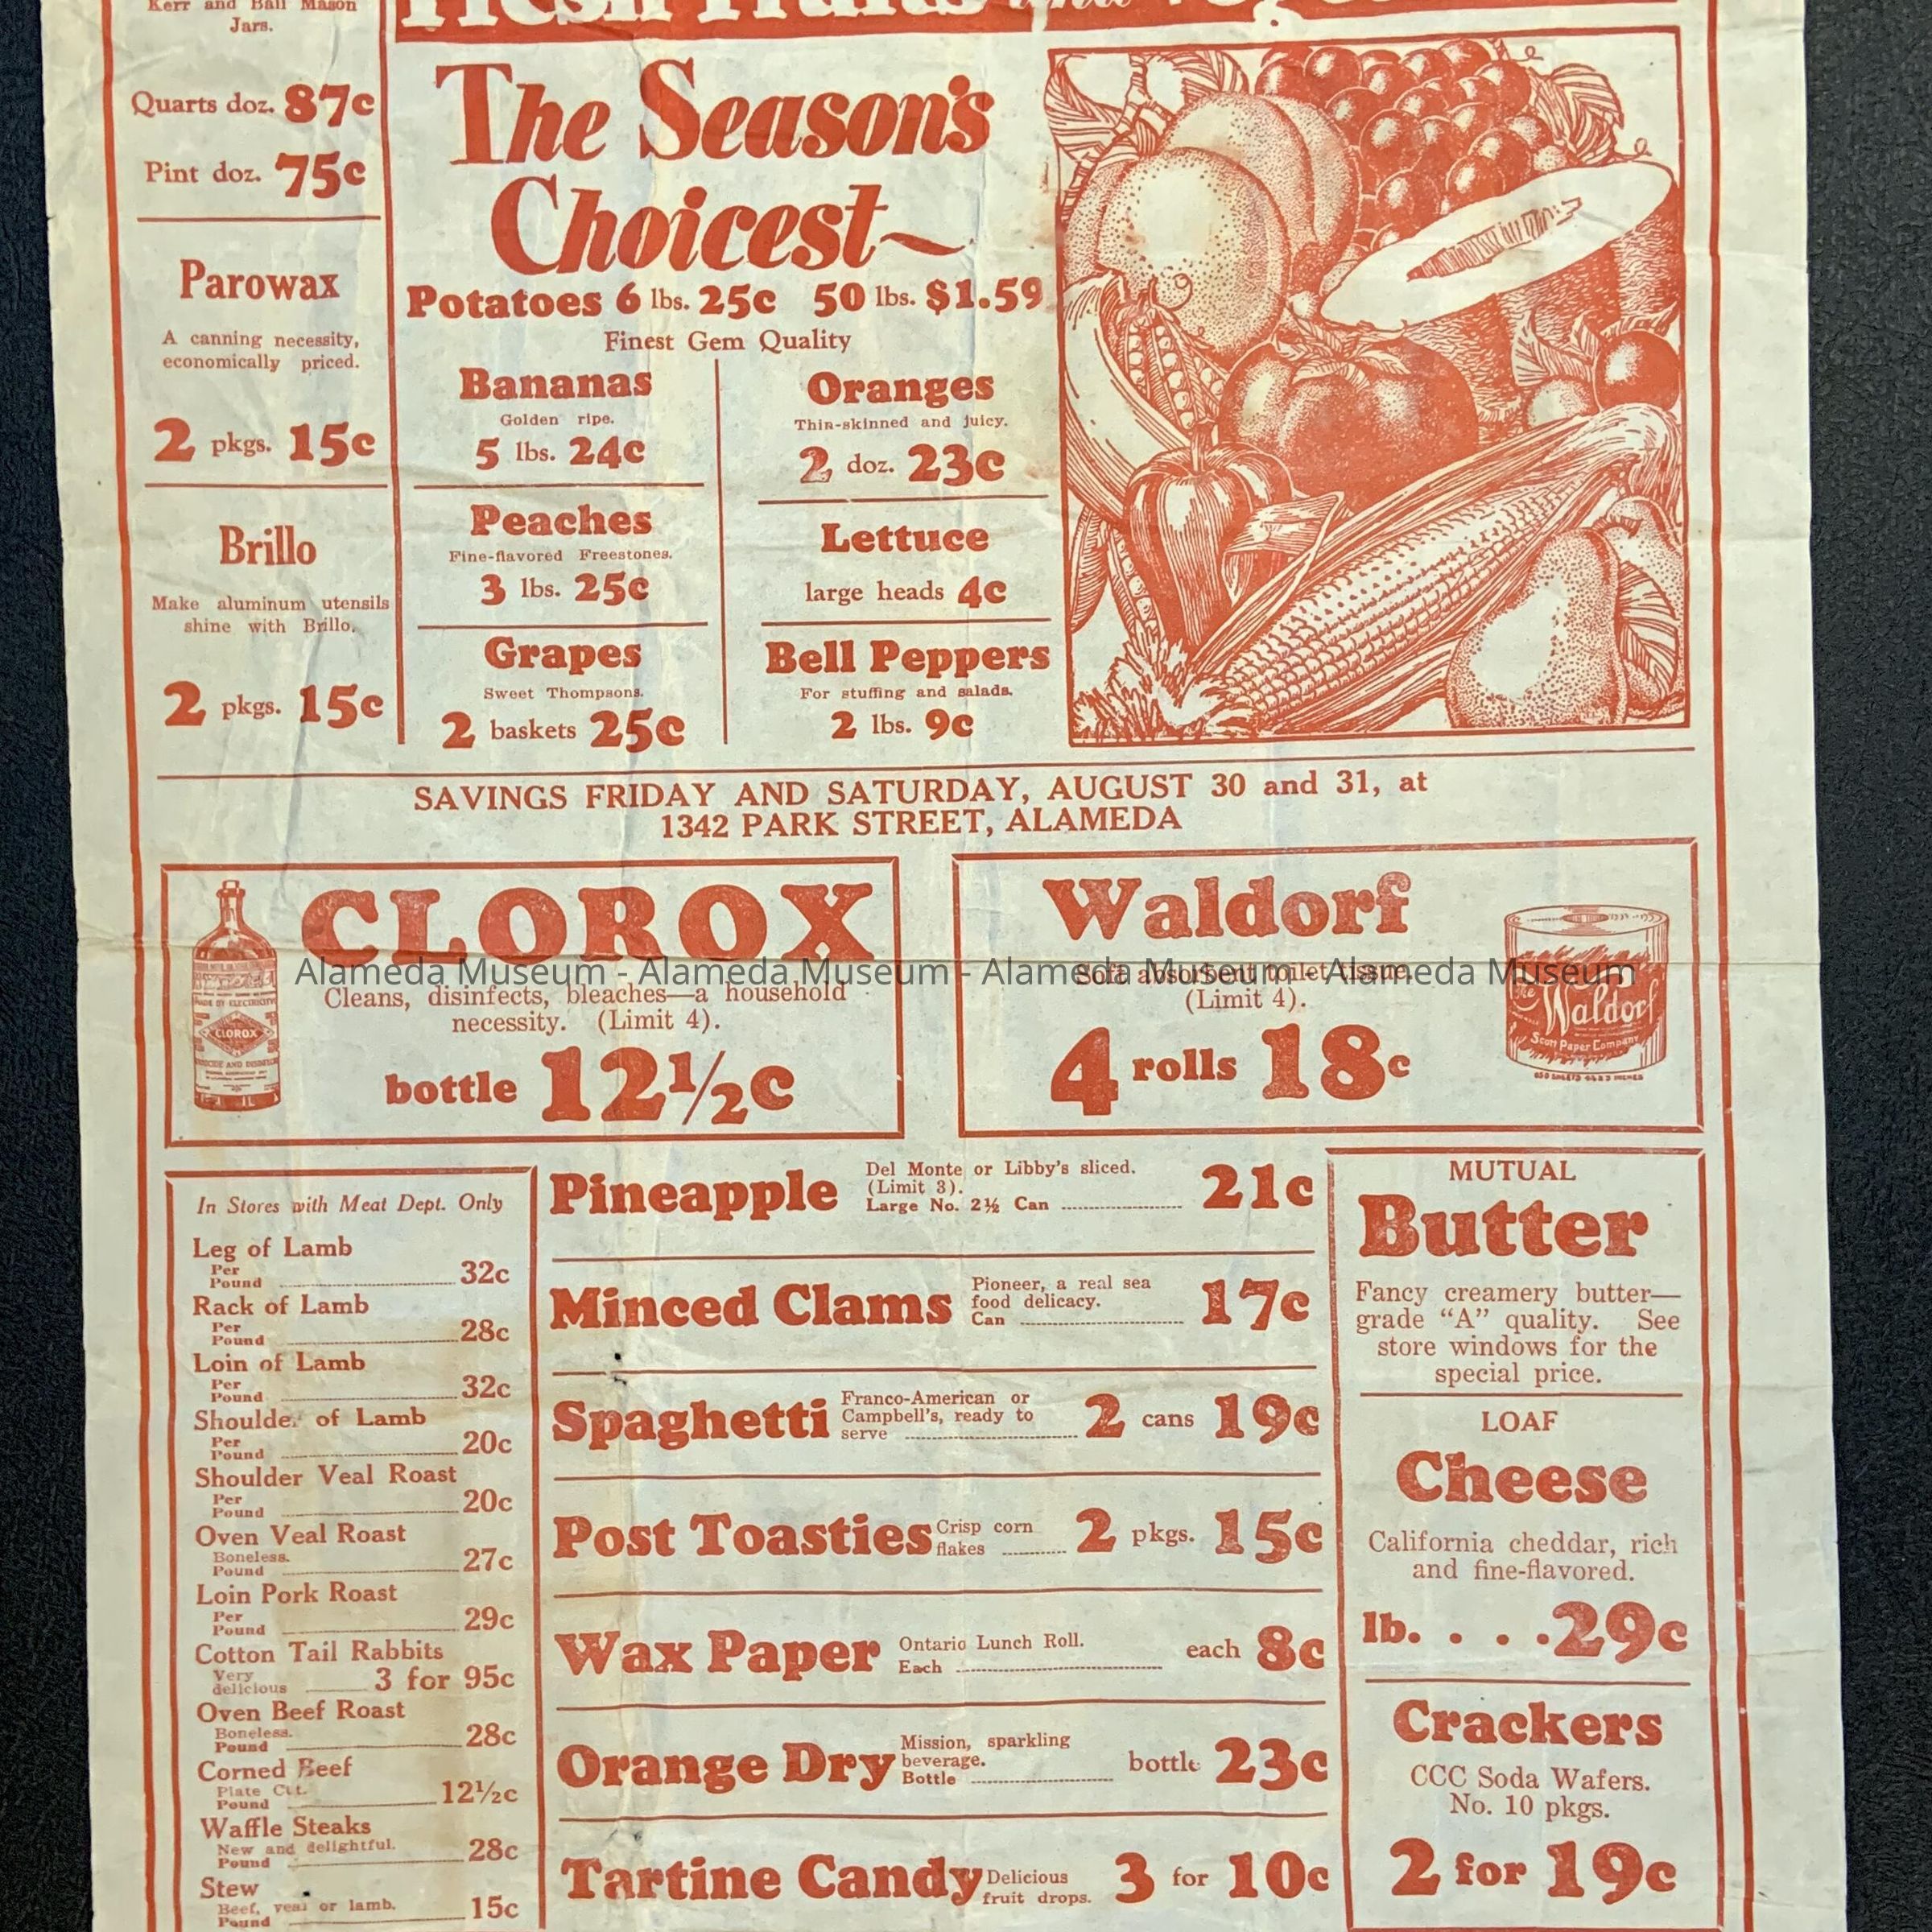 Kerr and Ball Mason
Jars.
Quarts doz. 87c
Pint doz. 75c
Parowax
A canning necessity,
economically priced.
2 pkgs. 15c
Brillo
Make aluminum utensils
shine with Brillo.
2 pkgs. 15c
The Season's
Choicest~
Potatoes 6 lbs. 25c 50 lbs. $1.59
Finest Gem Quality
Bananas
Golden ripe.
5 lbs. 24c
Peaches
Fine-flavored Freestones.
3 lbs. 25c
Grapes
Sweet Thompsons.
2 baskets 25c
Oranges
Thin-skinned and juicy.
2 doz. 23c
Lettuce
large heads 4c
Bell Peppers
For stuffing and salads.
2 lbs. 9c
SAVINGS FRIDAY AND SATURDAY, AUGUST 30 and 31, at
1342 PARK STREET, ALAMEDA
CLOROX
Alameda Museum - Alameda Museum - Alameda Museum - Alameda Museum
Cleans, disinfects, bleaches—a household
necessity. (Limit 4).
bottle 12½c
CLOROX
Waldorf
Soft absorbent toilet tissue.
(Limit 4).
4 rolls 18c
The
Waldorf
Scott Paper Company
In Stores with Meat Dept. Only
Leg of Lamb
Per
Pound 32c
Rack of Lamb
Per
Pound 28c
Loin of Lamb
Per
Pound 32c
Shoulder of Lamb
Per
Pound 20c
Shoulder Veal Roast
Per
Pound 20c
Oven Veal Roast
Boneless.
Pound 27c
Loin Pork Roast
Per
Pound 29c
Cotton Tail Rabbits
Very
delicious 3 for 95c
Oven Beef Roast
Boneless.
Pound 28c
Corned Beef
Plate Cut.
Pound 12½c
Waffle Steaks
New and delightful.
Pound 28c
Stew
Beef, veal or lamb.
Pound 15c
Pineapple Del Monte or Libby's sliced.
(Limit 3).
Large No. 2½ Can 21c
Minced Clams Pioneer, a real sea
food delicacy.
Can 17c
Spaghetti Franco-American or
Campbell's, ready to
serve 2 cans 19c
Post Toasties Crisp corn
flakes 2 pkgs. 15c
Wax Paper Ontario Lunch Roll.
Each each 8c
Orange Dry Mission, sparkling
beverage.
Bottle bottle 23c
Tartine Candy Delicious
fruit drops. 3 for 10c
MUTUAL
Butter
Fancy creamery butter—
grade "A" quality. See
store windows for the
special price.
LOAF
Cheese
California cheddar, rich
and fine-flavored.
lb. . . . .29c
Crackers
CCC Soda Wafers.
No. 10 pkgs.
2 for 19c